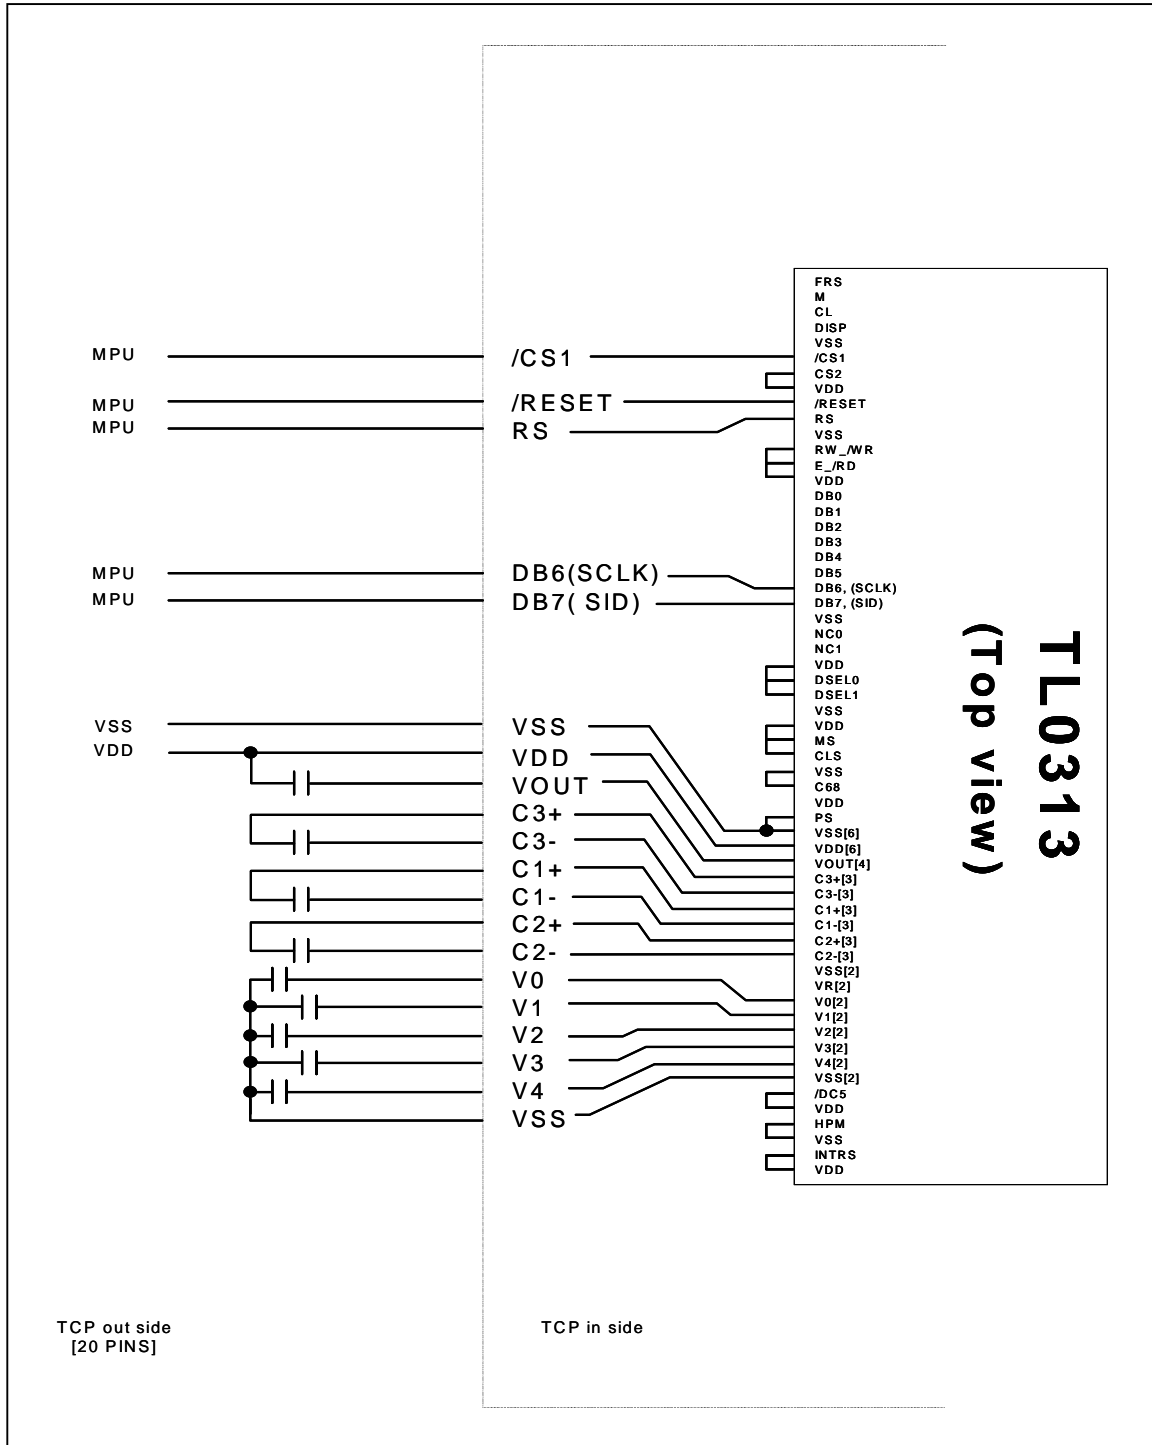 MPU
MPU
MPU
MPU
MPU
VSS
VDD
/CS1
/RESET
RS
DB6(SCLK)
DB7( SID)
VSS
VDD
VOUT
C3+
C3-
C1+
C1-
C2+
C2-
V0
V1
V2
V3
V4
VSS
FRS
M
CL
DISP
VSS
/CS1
CS2
VDD
/RESET
RS
VSS
RW_/WR
E_/RD
VDD
DB0
DB1
DB2
DB3
DB4
DB5
DB6, (SCLK)
DB7, (SID)
VSS
NC0
NC1
VDD
DSEL0
DSEL1
VSS
VDD
MS
CLS
VSS
C68
VDD
PS
VSS[6]
VDD[6]
VOUT[4]
C3+[3]
C3-[3]
C1+[3]
C1-[3]
C2+[3]
C2-[3]
VSS[2]
VR[2]
V0[2]
V1[2]
V2[2]
V3[2]
V4[2]
VSS[2]
/DC5
VDD
HPM
VSS
INTRS
VDD
TL0313
(Top view)
TCP out side
[20 PINS]
TCP in side